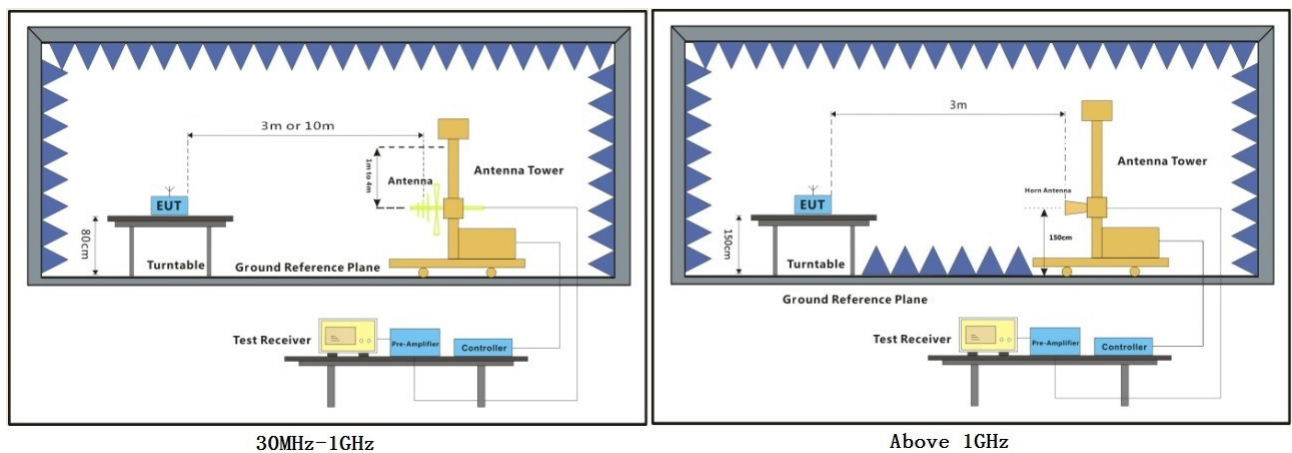 3m or 10m
1m to 4m
Antenna
Antenna Tower
EUT
80cm
Turntable
Ground Reference Plane
Test Receiver
Pre-Amplifier
Controller
30MHz-1GHz
3m
Antenna Tower
Horn Antenna
EUT
150cm
150cm
Turntable
Ground Reference Plane
Test Receiver
Pre-Amplifier
Controller
Above 1GHz